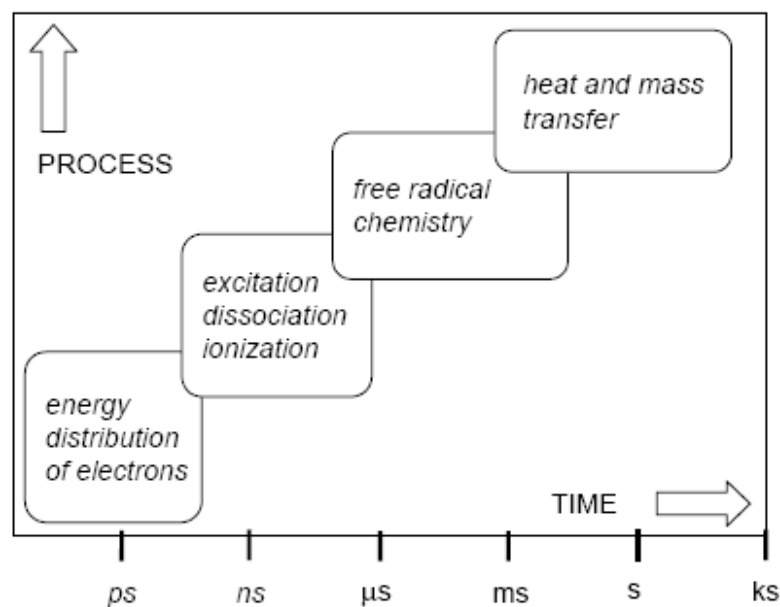 heat and mass
transfer
PROCESS
free radical
chemistry
excitation
dissociation
ionization
energy
distribution
of electrons
TIME
ps ns μs ms s ks